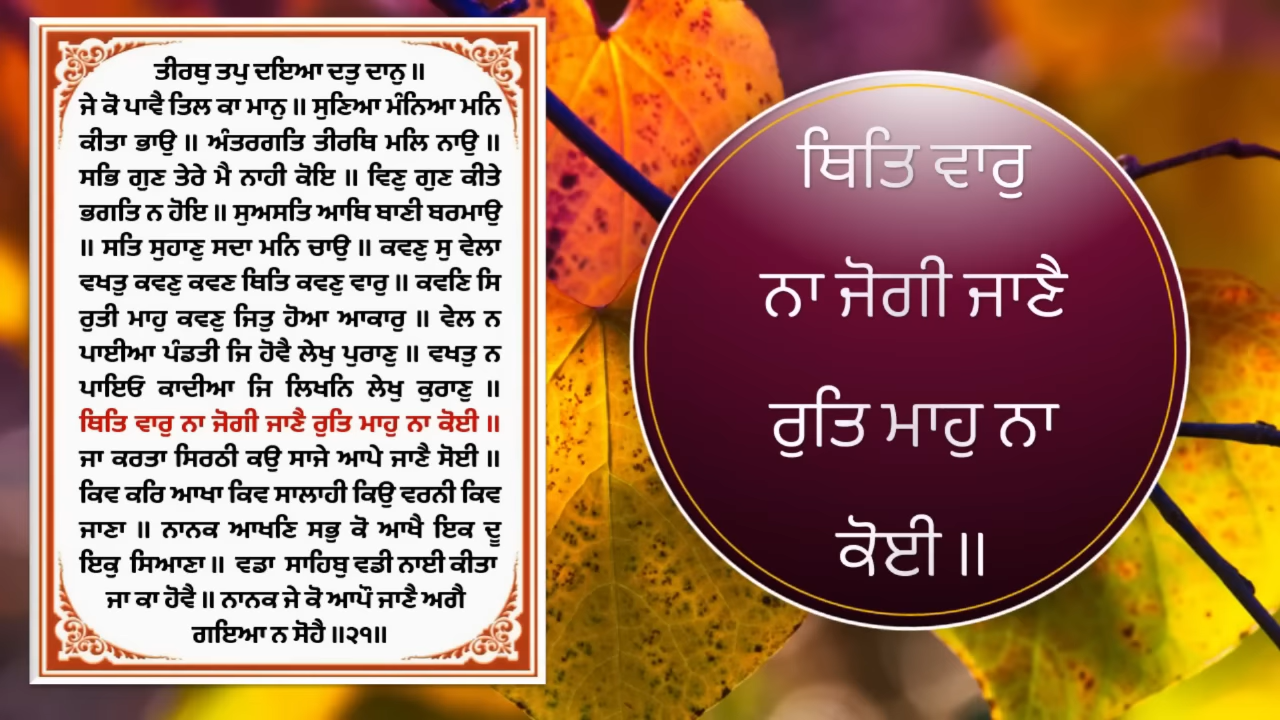 ਤੀਰਥੁ ਤਪੁ ਦਇਆ ਦਤੁ ਦਾਨੁ ॥
ਜੇ ਕੋ ਪਾਵੈ ਤਿਲ ਕਾ ਮਾਨੁ ॥ ਸੁਣਿਆ ਮੰਨਿਆ ਮਨਿ
ਕੀਤਾ ਭਾਉ ॥ ਅੰਤਰਗਤਿ ਤੀਰਥਿ ਮਲਿ ਨਾਉ ॥
ਸਭਿ ਗੁਣ ਤੇਰੇ ਮੈ ਨਾਹੀ ਕੋਇ ॥ ਵਿਣੁ ਗੁਣ ਕੀਤੇ
ਭਗਤਿ ਨ ਹੋਇ ॥ ਸੁਅਸਤਿ ਆਥਿ ਬਾਣੀ ਬਰਮਾਉ
॥ ਸਤਿ ਸੁਹਾਣੁ ਸਦਾ ਮਨਿ ਚਾਉ ॥ ਕਵਣੁ ਸੁ ਵੇਲਾ
ਵਖਤੁ ਕਵਣੁ ਕਵਣ ਥਿਤਿ ਕਵਣੁ ਵਾਰੁ ॥ ਕਵਣਿ ਸਿ
ਰੁਤੀ ਮਾਹੁ ਕਵਣੁ ਜਿਤੁ ਹੋਆ ਆਕਾਰੁ ॥ ਵੇਲ ਨ
ਪਾਈਆ ਪੰਡਤੀ ਜਿ ਹੋਵੈ ਲੇਖੁ ਪੁਰਾਣੁ ॥ ਵਖਤੁ ਨ
ਪਾਇਓ ਕਾਦੀਆ ਜਿ ਲਿਖਨਿ ਲੇਖੁ ਕੁਰਾਣੁ ॥
ਥਿਤਿ ਵਾਰੁ ਨਾ ਜੋਗੀ ਜਾਣੈ ਰੁਤਿ ਮਾਹੁ ਨਾ ਕੋਈ ॥
ਜਾ ਕਰਤਾ ਸਿਰਠੀ ਕਉ ਸਾਜੇ ਆਪੇ ਜਾਣੈ ਸੋਈ ॥
ਕਿਵ ਕਰਿ ਆਖਾ ਕਿਵ ਸਾਲਾਹੀ ਕਿਉ ਵਰਨੀ ਕਿਵ
ਜਾਣਾ ॥ ਨਾਨਕ ਆਖਣਿ ਸਭੁ ਕੋ ਆਖੈ ਇਕ ਦੂ
ਇਕੁ ਸਿਆਣਾ ॥ ਵਡਾ ਸਾਹਿਬੁ ਵਡੀ ਨਾਈ ਕੀਤਾ
ਜਾ ਕਾ ਹੋਵੈ ॥ ਨਾਨਕ ਜੇ ਕੋ ਆਪੌ ਜਾਣੈ ਅਗੈ
ਗਇਆ ਨ ਸੋਹੈ ॥੨੧॥
ਥਿਤਿ ਵਾਰੁ
ਨਾ ਜੋਗੀ ਜਾਣੈ
ਰੁਤਿ ਮਾਹੁ ਨਾ
ਕੋਈ ॥